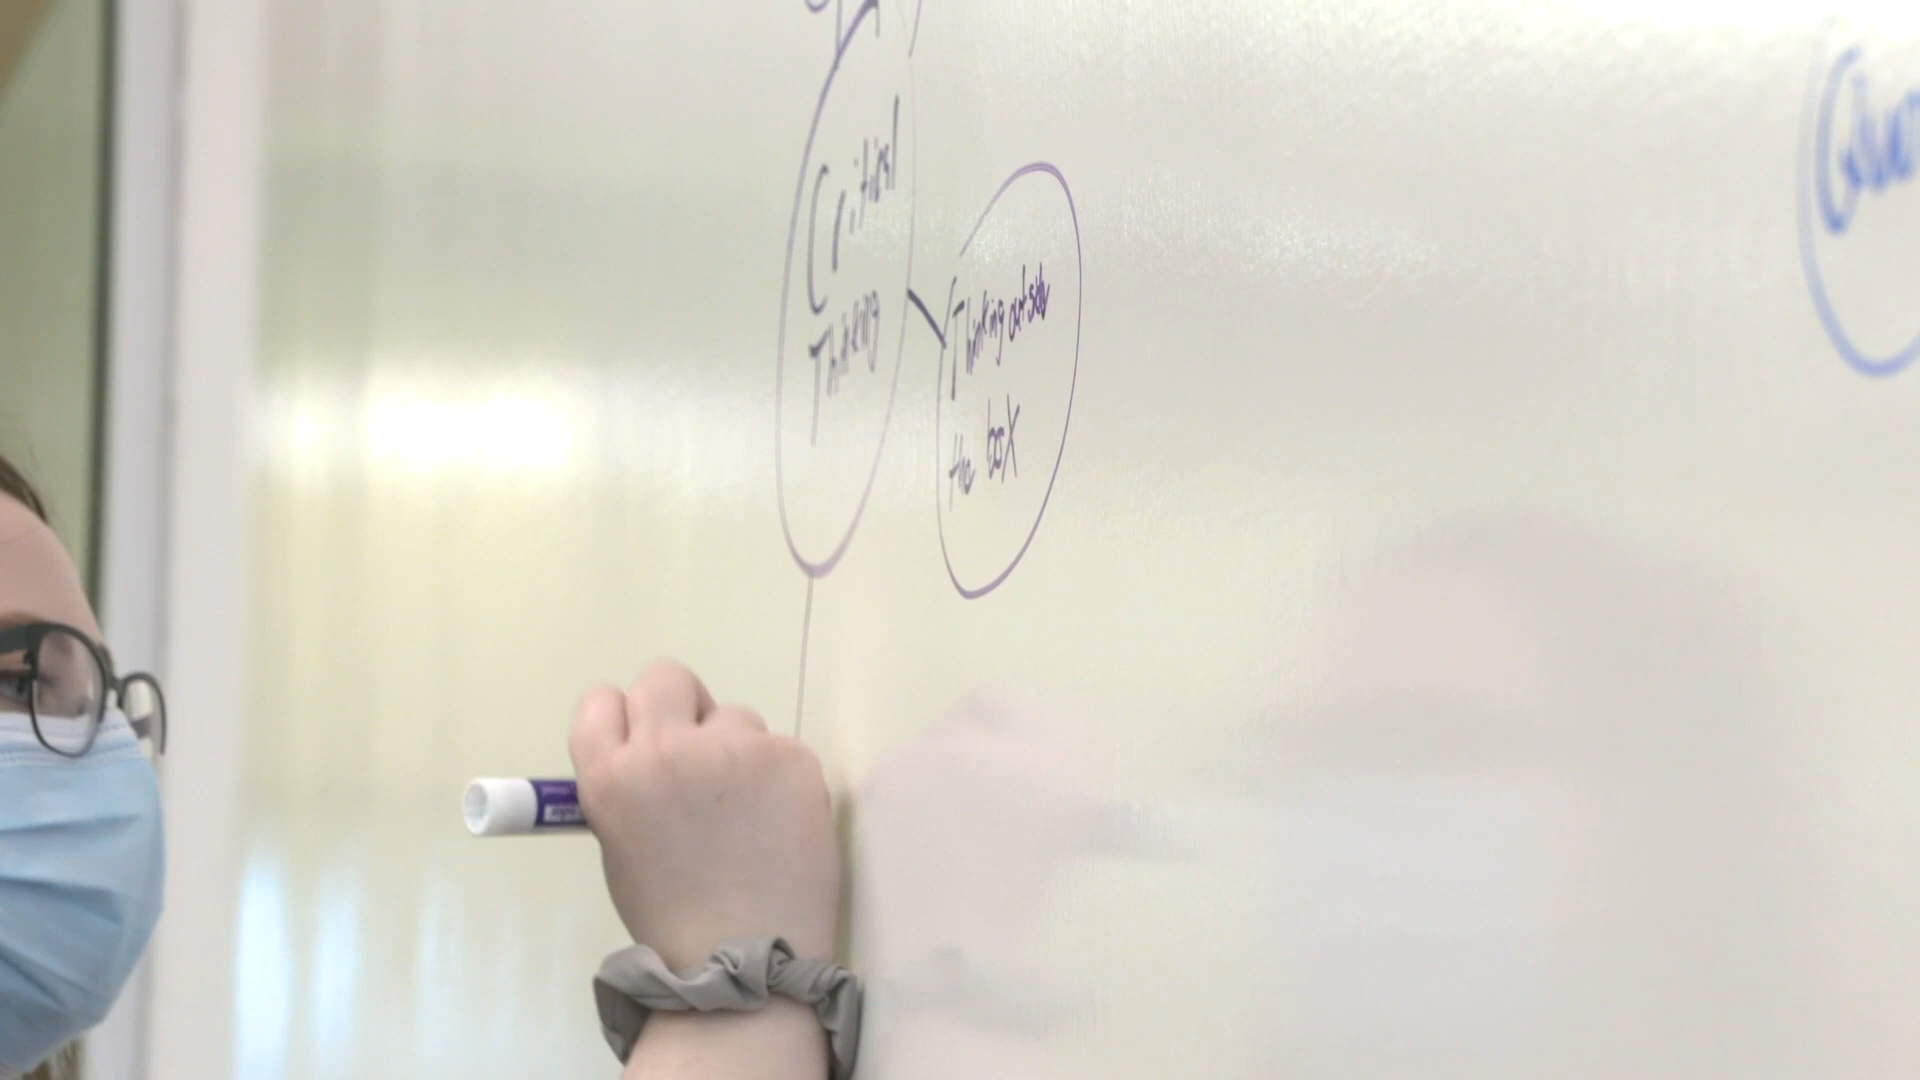 Critical
Thinking
Thinking outside
the box